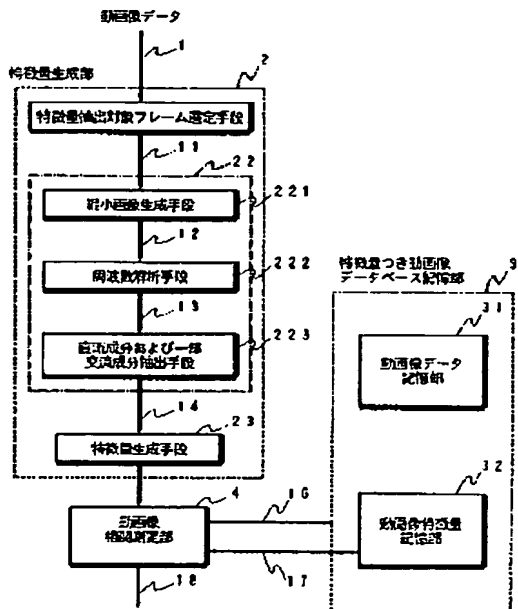 動画像データ
1
特徴量生成部
2
特徴量抽出対象フレーム選定手段
11
22
縮小画像生成手段
221
12
周波数解析手段
222
13
直流成分および一部
交流成分抽出手段
223
14
23
特徴量生成手段
特徴量つき動画像
データベース記憶部
31
動画像データ
記憶部
32
動画像特徴量
記憶部
4
動画像
16
17
18